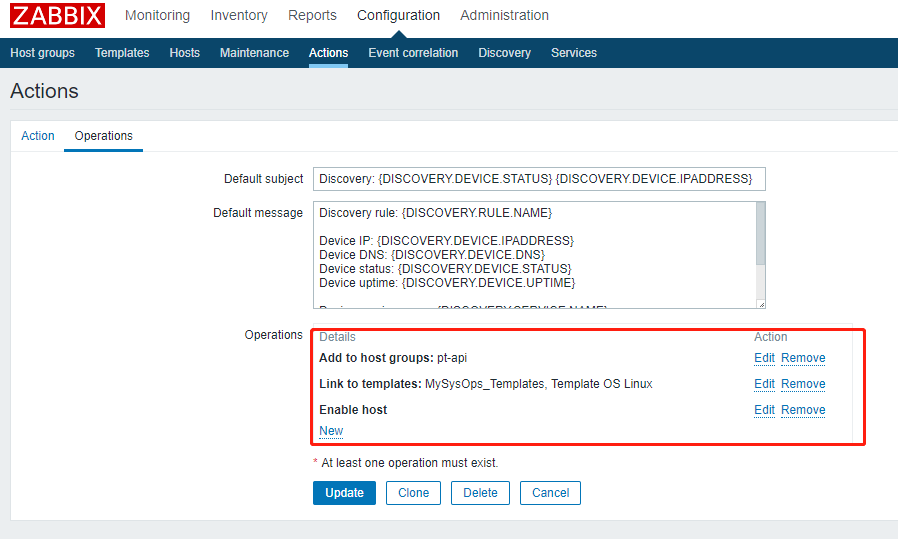 ZABBIX Monitoring Inventory Reports Configuration Administration
Host groups Templates Hosts Maintenance Actions Event correlation Discovery Services
Actions
Action Operations
Default subject Discovery: {DISCOVERY.DEVICE.STATUS} {DISCOVERY.DEVICE.IPADDRESS}
Default message Discovery rule: {DISCOVERY.RULE.NAME}
Device IP: {DISCOVERY.DEVICE.IPADDRESS}
Device DNS: {DISCOVERY.DEVICE.DNS}
Device status: {DISCOVERY.DEVICE.STATUS}
Device uptime: {DISCOVERY.DEVICE.UPTIME}
{DISCOVERY.SERVICE.NAME}
Operations Details Action
Add to host groups: pt-api Edit Remove
Link to templates: MySysOps_Templates, Template OS Linux Edit Remove
Enable host Edit Remove
New
* At least one operation must exist.
Update Clone Delete Cancel